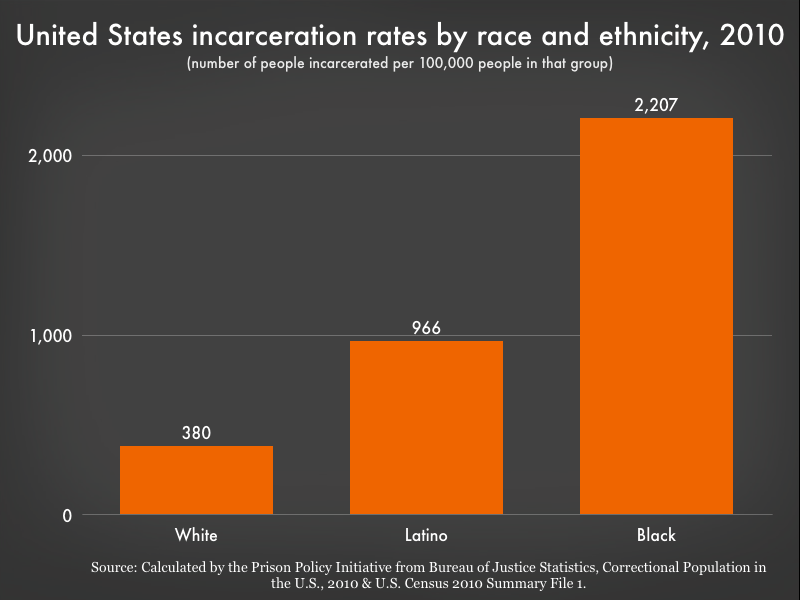 United States incarceration rates by race and ethnicity, 2010
(number of people incarcerated per 100,000 people in that group)
2,207
2,000
966
1,000
380
0
White Latino Black
Source: Calculated by the Prison Policy Initiative from Bureau of Justice Statistics, Correctional Population in
the U.S., 2010 & U.S. Census 2010 Summary File 1.